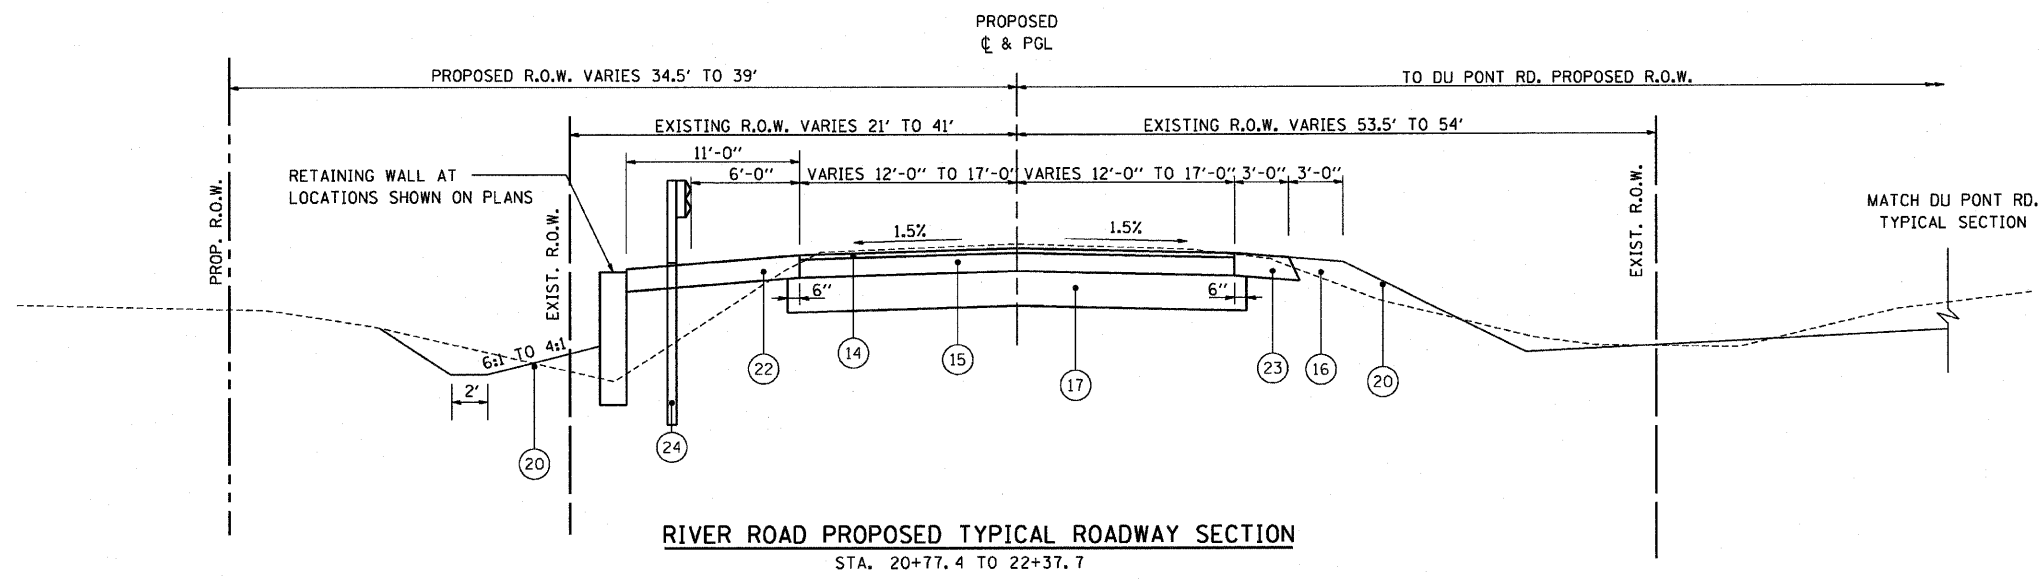 PROPOSED
℄ & PGL
PROPOSED R.O.W. VARIES 34.5' TO 39'
TO DU PONT RD. PROPOSED R.O.W.
EXISTING R.O.W. VARIES 21' TO 41'
EXISTING R.O.W. VARIES 53.5' TO 54'
11'-0"
RETAINING WALL AT
LOCATIONS SHOWN ON PLANS
6'-0"
VARIES 12'-0" TO 17'-0"
VARIES 12'-0" TO 17'-0"
3'-0"
3'-0"
PROP. R.O.W.
EXIST. R.O.W.
EXIST. R.O.W.
MATCH DU PONT RD.
TYPICAL SECTION
1.5%
1.5%
6"
6"
6:1 TO 4:1
2'
20
24
22
14
15
17
23
16
20
RIVER ROAD PROPOSED TYPICAL ROADWAY SECTION
STA. 20+77.4 TO 22+37.7